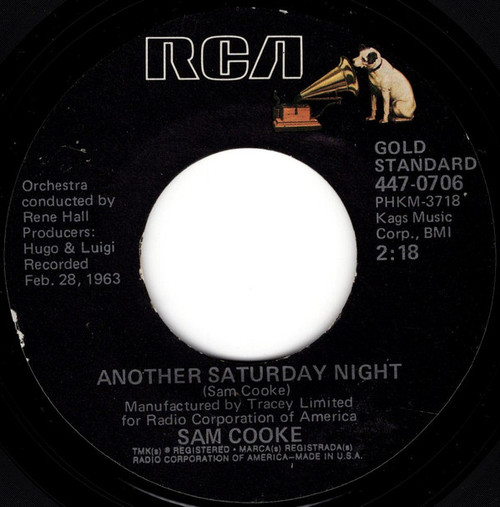 RCA
GOLD
STANDARD
447-0706
PHKM-3718
Kags Music
Corp., BMI
2:18
Orchestra
conducted by
Rene Hall
Producers:
Hugo & Luigi
Recorded
Feb. 28, 1963
ANOTHER SATURDAY NIGHT
(Sam Cooke)
Manufactured by Tracey Limited
for Radio Corporation of America
SAM COOKE
TMK(s) ® REGISTERED • MARCA(s) REGISTRADA(s)
RADIO CORPORATION OF AMERICA—MADE IN U.S.A.